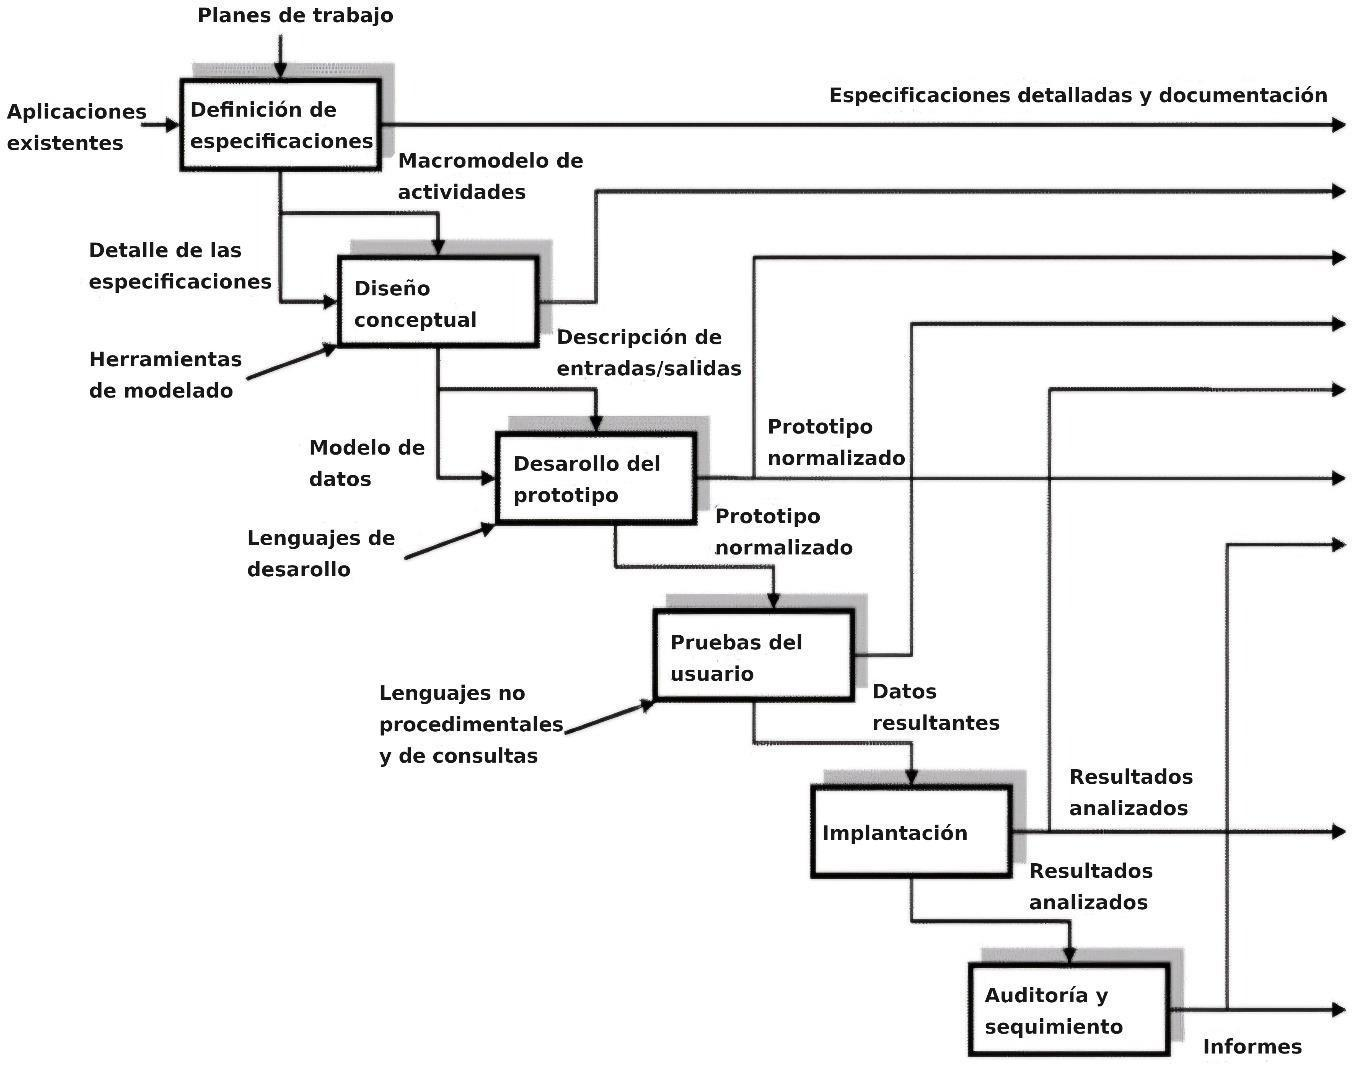 Planes de trabajo
Aplicaciones
existentes
Definición de
especificaciones
Especificaciones detalladas y documentación
Macromodelo de
actividades
Detalle de las
especificaciones
Diseño
conceptual
Herramientas
de modelado
Descripción de
entradas/salidas
Modelo de
datos
Desarollo del
prototipo
Prototipo
normalizado
Lenguajes de
desarollo
Prototipo
normalizado
Pruebas del
usuario
Lenguajes no
procedimentales
y de consultas
Datos
resultantes
Implantación
Resultados
analizados
Resultados
analizados
Auditoría y
sequimiento
Informes